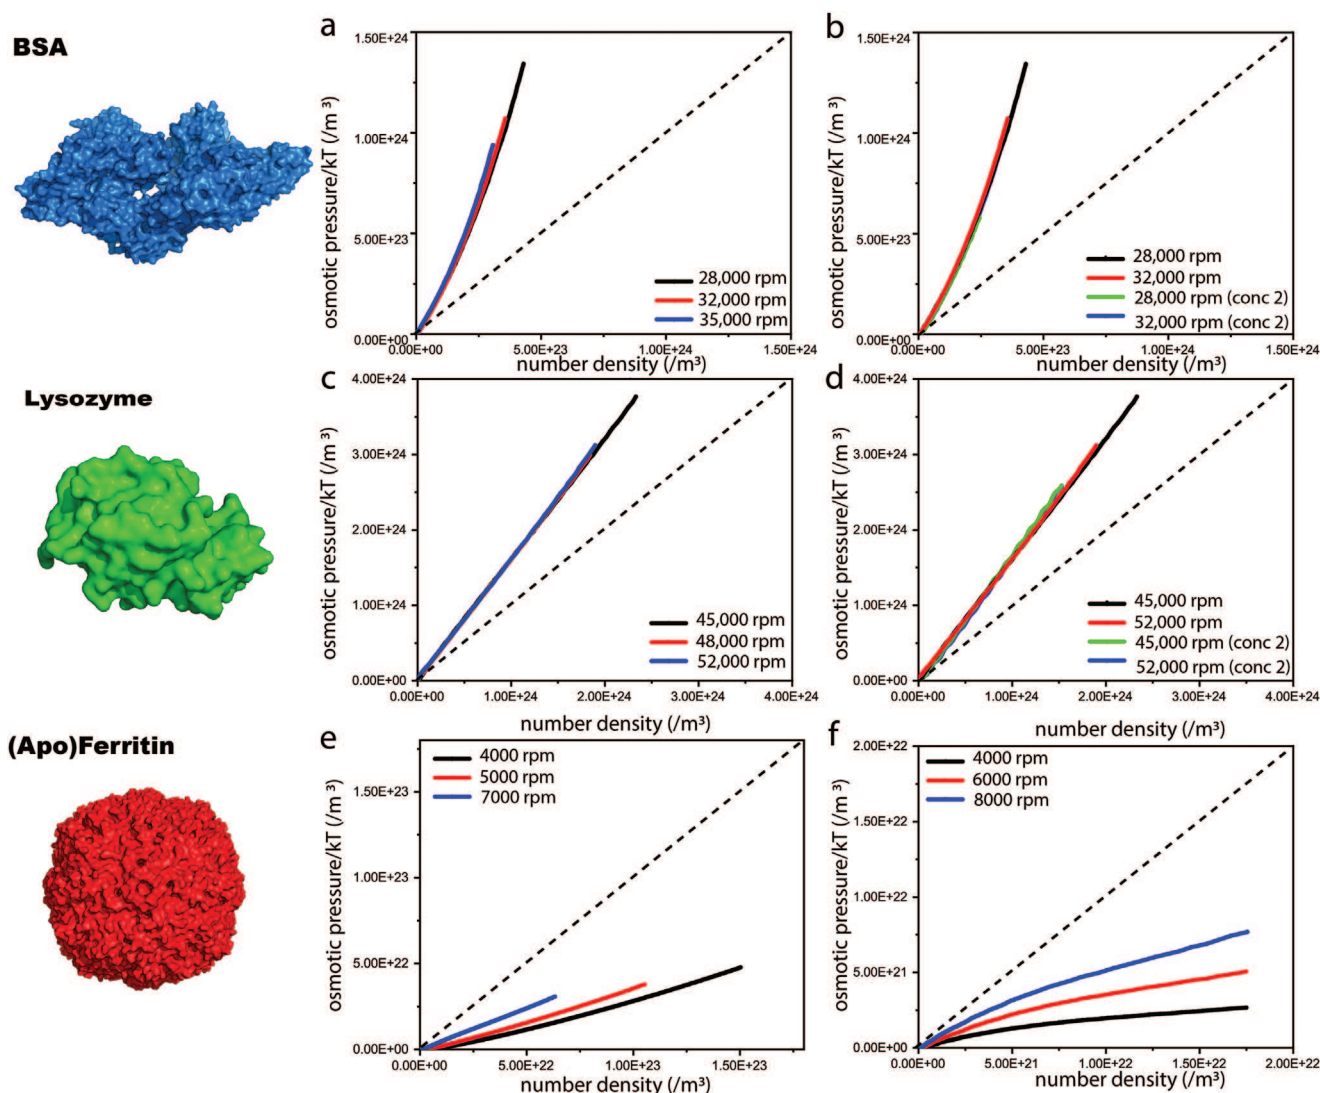 BSA
a
osmotic pressure/kT (/m³)
1.50E+24
1.00E+24
5.00E+23
0.00E+00
28,000 rpm
32,000 rpm
35,000 rpm
0.00E+00 5.00E+23 1.00E+24 1.50E+24
number density (/m³)
b
osmotic pressure/kT (/m³)
1.50E+24
1.00E+24
5.00E+23
0.00E+00
28,000 rpm
32,000 rpm
28,000 rpm (conc 2)
32,000 rpm (conc 2)
0.00E+00 5.00E+23 1.00E+24 1.50E+24
number density (/m³)
Lysozyme
c
osmotic pressure/kT (/m³)
4.00E+24
3.00E+24
2.00E+24
1.00E+24
0.00E+00
45,000 rpm
48,000 rpm
52,000 rpm
0.00E+00 1.00E+24 2.00E+24 3.00E+24 4.00E+24
number density (/m³)
d
osmotic pressure/kT (/m³)
4.00E+24
3.00E+24
2.00E+24
1.00E+24
0.00E+00
45,000 rpm
52,000 rpm
45,000 rpm (conc 2)
52,000 rpm (conc 2)
0.00E+00 1.00E+24 2.00E+24 3.00E+24 4.00E+24
number density (/m³)
(Apo)Ferritin
e
osmotic pressure/kT (/m³)
4000 rpm
5000 rpm
7000 rpm
1.50E+23
1.00E+23
5.00E+22
0.00E+00
0.00E+00 5.00E+22 1.00E+23 1.50E+23
number density (/m³)
f
osmotic pressure/kT (/m³)
2.00E+22
4000 rpm
6000 rpm
8000 rpm
1.50E+22
1.00E+22
5.00E+21
0.00E+00
0.00E+00 5.00E+21 1.00E+22 1.50E+22 2.00E+22
number density (/m³)